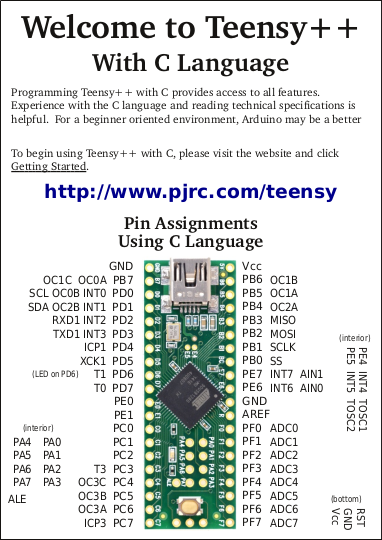 Welcome to Teensy++
With C Language
Programming Teensy++ with C provides access to all features.
Experience with the C language and reading technical specifications is
helpful. For a beginner oriented environment, Arduino may be a better
To begin using Teensy++ with C, please visit the website and click
Getting Started.
http://www.pjrc.com/teensy
Pin Assignments
Using C Language
GND Vcc
OC1C OC0A PB7 PB6 OC1B
SCL OC0B INT0 PD0 PB5 OC1A
SDA OC2B INT1 PD1 PB4 OC2A
RXD1 INT2 PD2 PB3 MISO
TXD1 INT3 PD3 PB2 MOSI
ICP1 PD4 PB1 SCLK
XCK1 PD5 PB0 SS
(LED on PD6) T1 PD6 PE7 INT7 AIN1
T0 PD7 PE6 INT6 AIN0
PE0 GND
PE1 AREF
(interior) PC0 PF0 ADC0
PA4 PA0 PC1 PF1 ADC1
PA5 PA1 PC2 PF2 ADC2
PA6 PA2 T3 PC3 PF3 ADC3
PA7 PA3 OC3C PC4 PF4 ADC4
ALE OC3B PC5 PF5 ADC5
OC3A PC6 PF6 ADC6
ICP3 PC7 PF7 ADC7
(interior)
PE4 INT4 TOSC1
PE5 INT5 TOSC2
(bottom)
RST
GND
Vcc